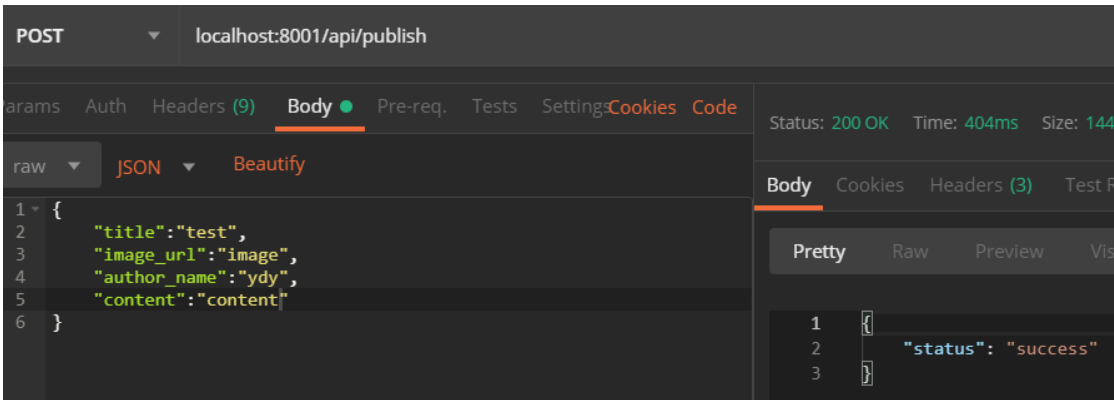 POST localhost:8001/api/publish
arams Auth Headers (9) Body Pre-req. Tests Settings Cookies Code
raw JSON Beautify
1 {
2 "title":"test",
3 "image_url":"image",
4 "author_name":"ydy",
5 "content":"content"
6 }
Status: 200 OK Time: 404ms Size: 144
Body Cookies Headers (3) Test R
Pretty Raw Preview Vis
1 {
2 "status": "success"
3 }